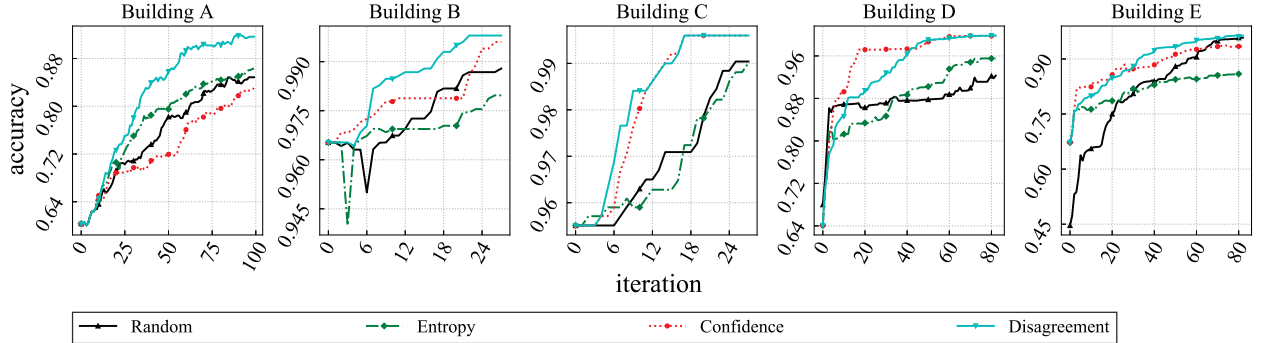 Building A Building B Building C Building D Building E
accuracy
0.88 0.80 0.72 0.64
0 25 50 75 100
0.990 0.975 0.960 0.945
0 6 12 18 24
0.99 0.98 0.97 0.96
0 6 12 18 24
0.96 0.88 0.80 0.72 0.64
0 20 40 60 80
0.90 0.75 0.60 0.45
0 20 40 60 80
iteration
Random Entropy Confidence Disagreement